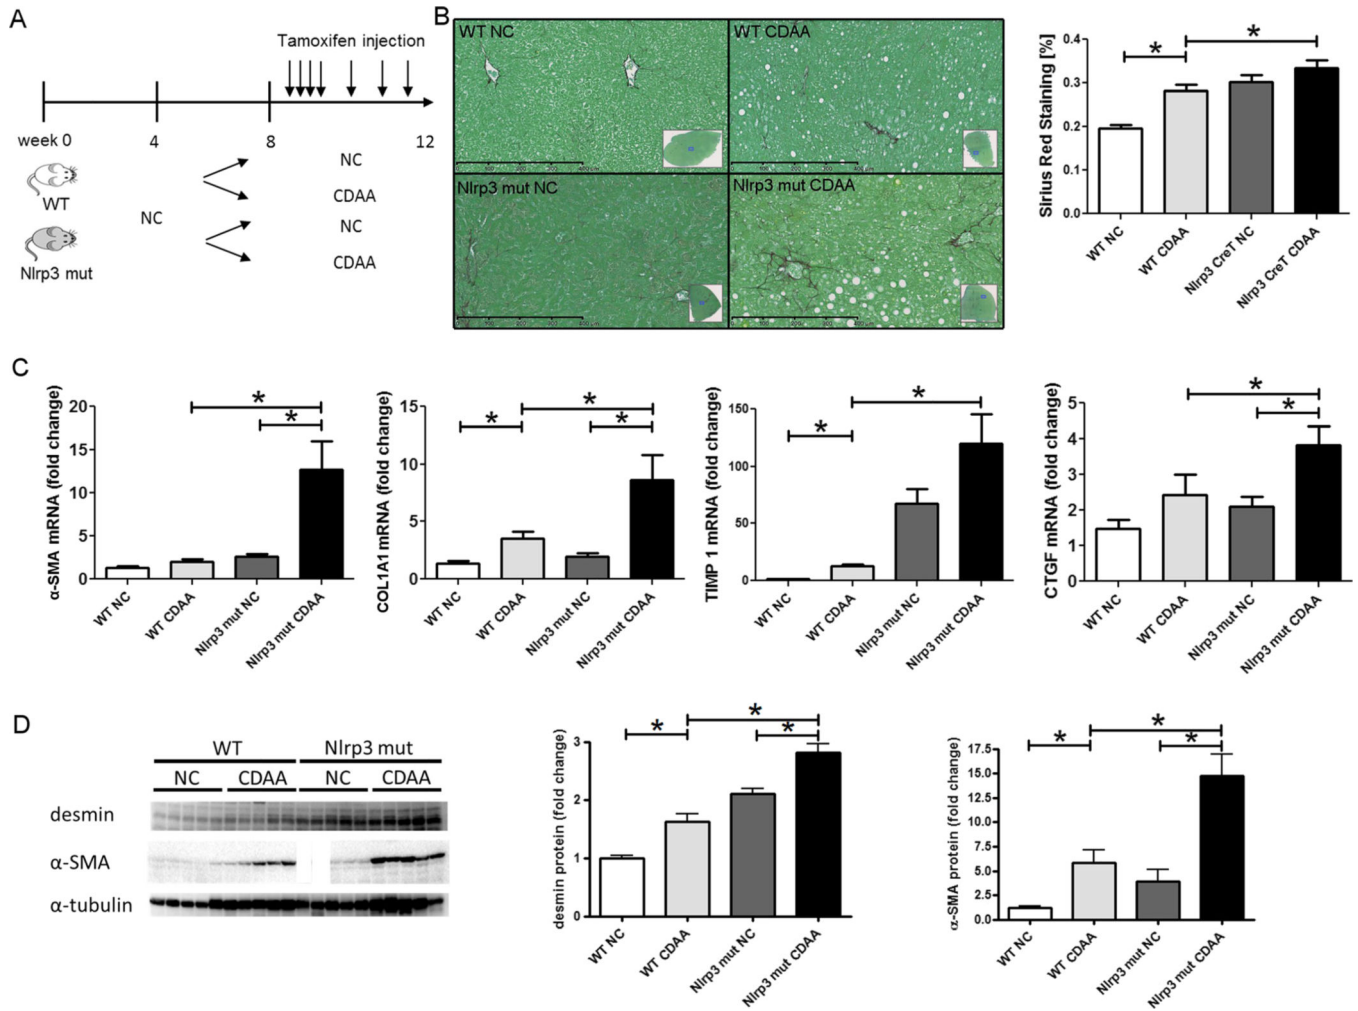 A
Tamoxifen injection
week 0
4
8
12
WT
NC
Nlrp3 mut
NC
CDAA
NC
CDAA
B
WT NC
WT CDAA
Nlrp3 mut NC
Nlrp3 mut CDAA
Sirius Red Staining [%]
0.4
0.3
0.2
0.1
0.0
*
*
WT NC
WT CDAA
Nlrp3 CreT NC
Nlrp3 CreT CDAA
C
α-SMA mRNA (fold change)
20
15
10
5
0
*
*
WT NC
WT CDAA
Nlrp3 mut NC
Nlrp3 mut CDAA
COL1A1 mRNA (fold change)
15
10
5
0
*
*
*
WT NC
WT CDAA
Nlrp3 mut NC
Nlrp3 mut CDAA
TIMP 1 mRNA (fold change)
150
100
50
0
*
*
WT NC
WT CDAA
Nlrp3 mut NC
Nlrp3 mut CDAA
CTGF mRNA (fold change)
5
4
3
2
1
0
*
*
WT NC
WT CDAA
Nlrp3 mut NC
Nlrp3 mut CDAA
D
WT Nlrp3 mut
NC CDAA NC CDAA
desmin
α-SMA
α-tubulin
desmin protein (fold change)
3
2
1
0
*
*
*
WT NC
WT CDAA
Nlrp3 mut NC
Nlrp3 mut CDAA
α-SMA protein (fold change)
17.5
15.0
12.5
10.0
7.5
5.0
2.5
0.0
*
*
*
WT NC
WT CDAA
Nlrp3 mut NC
Nlrp3 mut CDAA